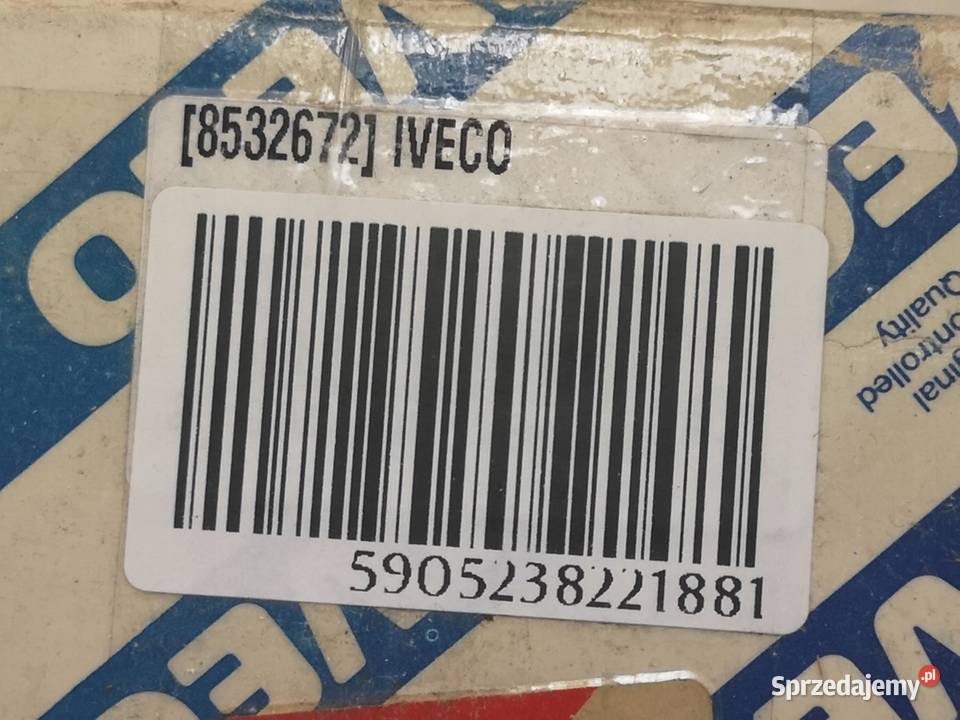 [8532672] IVECO
5905238221881
ginal
ontrolled
Quality
Sprzedajemy.pl